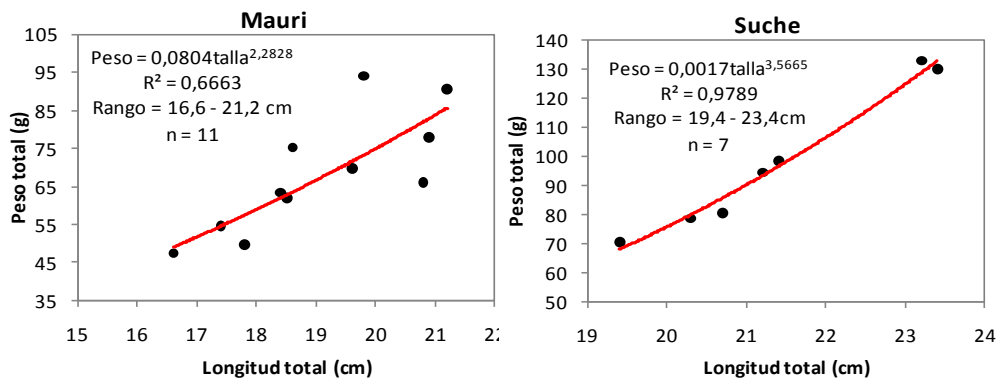 Mauri
Peso = 0,0804talla2,2828
R² = 0,6663
Rango = 16,6 - 21,2 cm
n = 11
Peso total (g)
105
95
85
75
65
55
45
35
15
16
17
18
19
20
21
22
Longitud total (cm)
Suche
Peso = 0,0017talla3,5665
R² = 0,9789
Rango = 19,4 - 23,4cm
n = 7
Peso total (g)
140
130
120
110
100
90
80
70
60
50
19
20
21
22
23
24
Longitud total (cm)